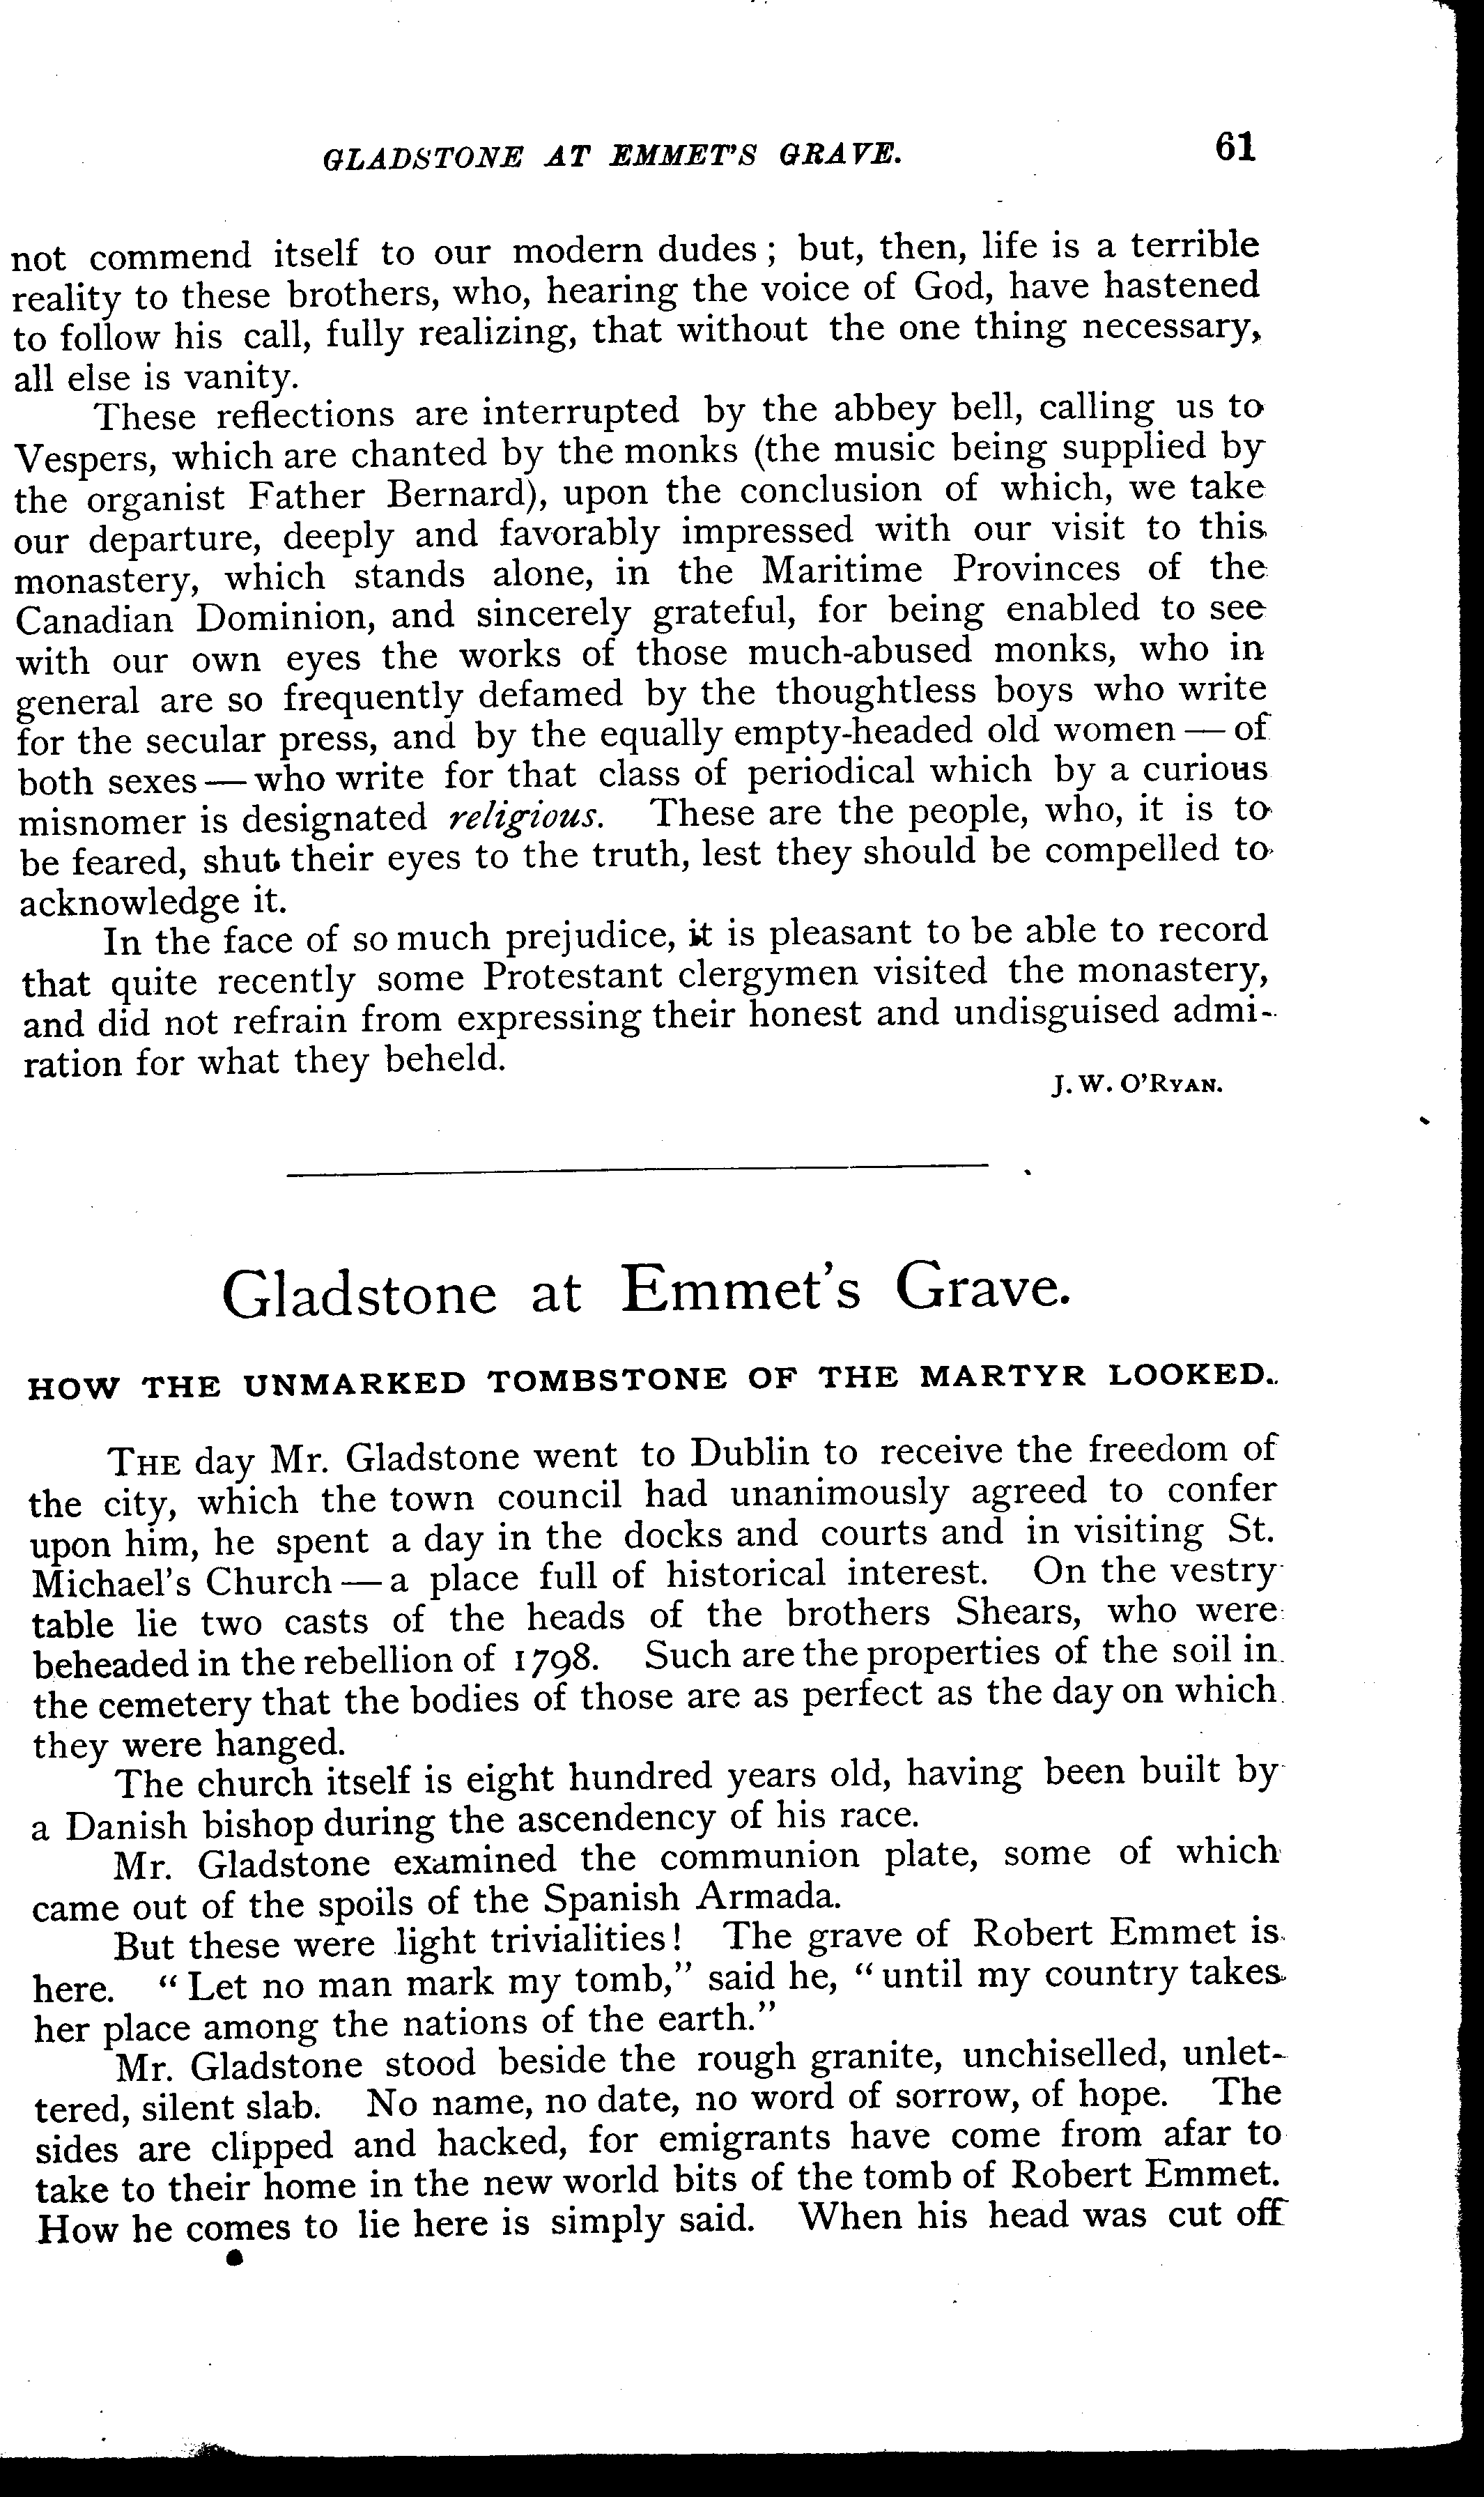 GLADSTONE AT EMMET'S GRAVE. 61
not commend itself to our modern dudes; but, then, life is a terrible
reality to these brothers, who, hearing the voice of God, have hastened
to follow his call, fully realizing, that without the one thing necessary,
all else is vanity.
These reflections are interrupted by the abbey bell, calling us to
Vespers, which are chanted by the monks (the music being supplied by
the organist Father Bernard), upon the conclusion of which, we take
our departure, deeply and favorably impressed with our visit to this
monastery, which stands alone, in the Maritime Provinces of the
Canadian Dominion, and sincerely grateful, for being enabled to see
with our own eyes the works of those much-abused monks, who in
general are so frequently defamed by the thoughtless boys who write
for the secular press, and by the equally empty-headed old women — of
both sexes — who write for that class of periodical which by a curious
misnomer is designated religious. These are the people, who, it is to
be feared, shut their eyes to the truth, lest they should be compelled to
acknowledge it.
In the face of so much prejudice, it is pleasant to be able to record
that quite recently some Protestant clergymen visited the monastery,
and did not refrain from expressing their honest and undisguised admi-
ration for what they beheld.
J. W. O'RYAN.
Gladstone at Emmet's Grave.
HOW THE UNMARKED TOMBSTONE OF THE MARTYR LOOKED.
THE day Mr. Gladstone went to Dublin to receive the freedom of
the city, which the town council had unanimously agreed to confer
upon him, he spent a day in the docks and courts and in visiting St.
Michael's Church — a place full of historical interest. On the vestry
table lie two casts of the heads of the brothers Shears, who were
beheaded in the rebellion of 1798. Such are the properties of the soil in
the cemetery that the bodies of those are as perfect as the day on which
they were hanged.
The church itself is eight hundred years old, having been built by
a Danish bishop during the ascendency of his race.
Mr. Gladstone examined the communion plate, some of which
came out of the spoils of the Spanish Armada.
But these were light trivialities! The grave of Robert Emmet is
here. "Let no man mark my tomb," said he, "until my country takes
her place among the nations of the earth."
Mr. Gladstone stood beside the rough granite, unchiselled, unlet-
tered, silent slab. No name, no date, no word of sorrow, of hope. The
sides are clipped and hacked, for emigrants have come from afar to
take to their home in the new world bits of the tomb of Robert Emmet.
How he comes to lie here is simply said. When his head was cut off